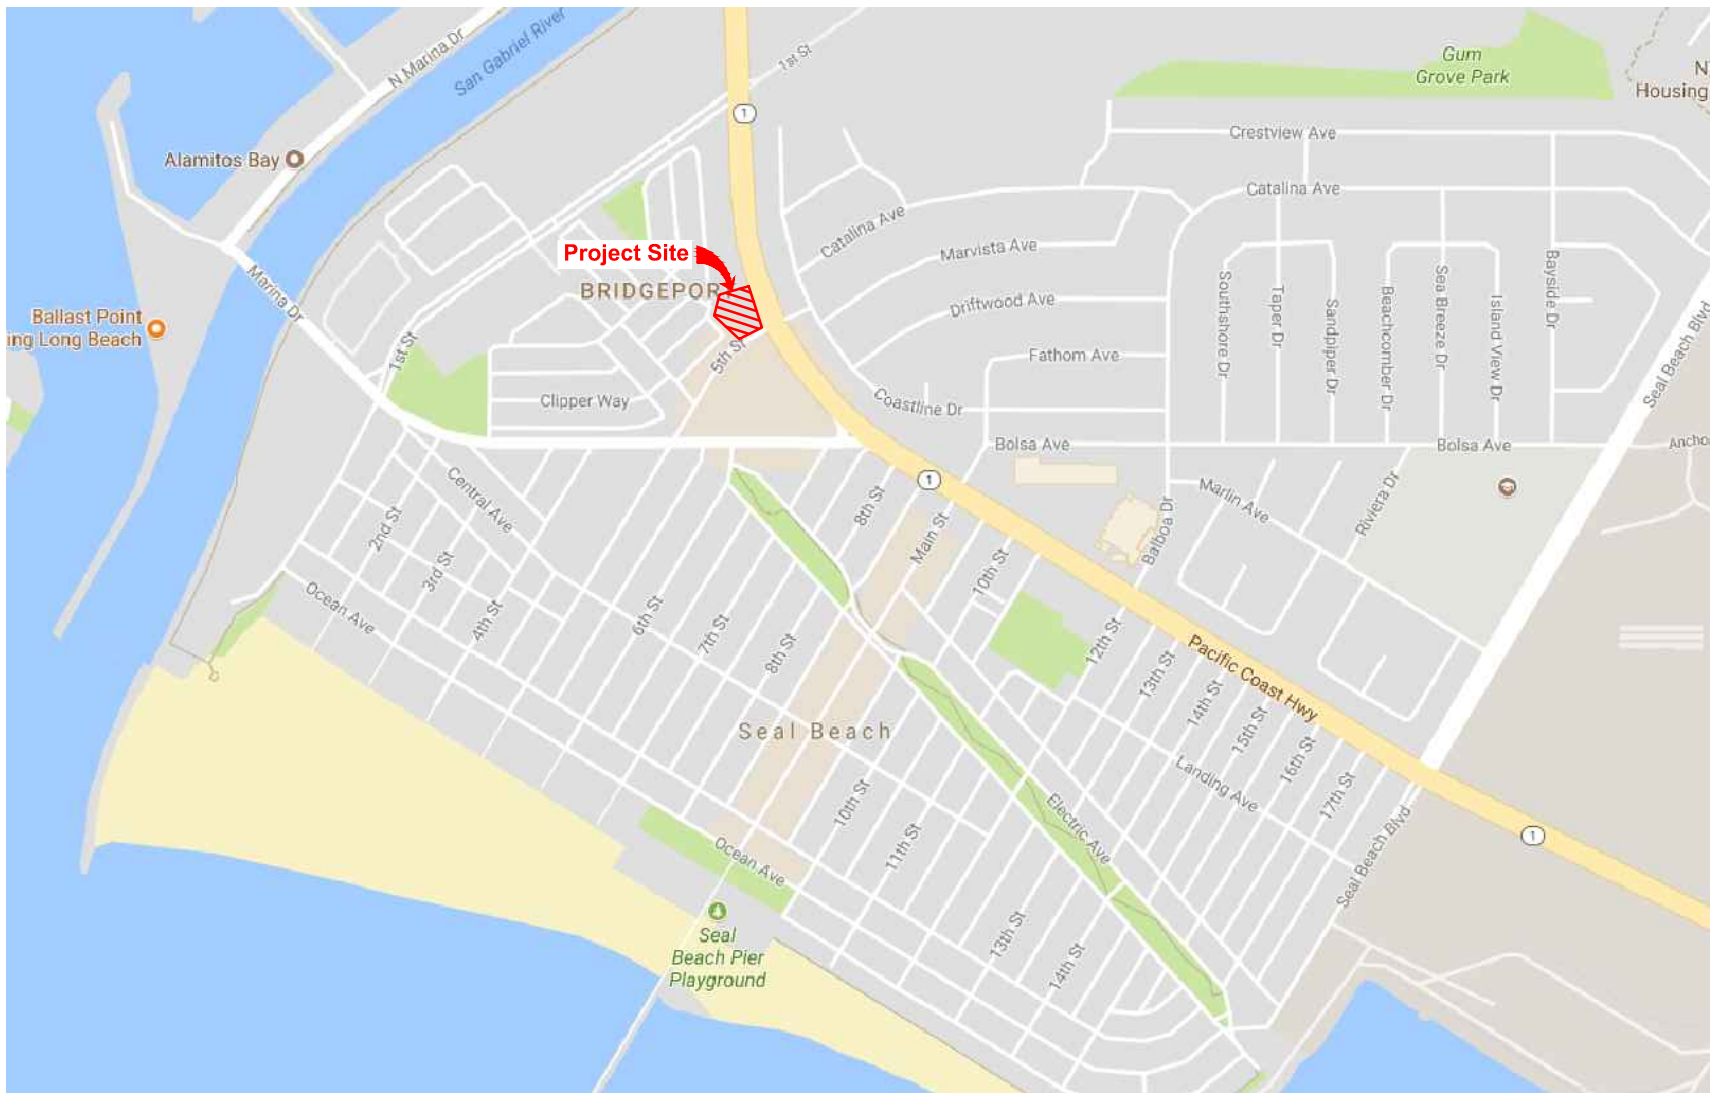 N Marina Dr
San Gabriel River
1st St
1
Gum
Grove Park
N
Housing
Alamitos Bay
Crestview Ave
Catalina Ave
Catalina Ave
Marvista Ave
Project Site
BRIDGEPOR
Marina Dr
Driftwood Ave
Southshore Dr
Taper Dr
Sandpiper Dr
Beachcomber Dr
Sea Breeze Dr
Island View Dr
Bayside Dr
Seal Beach Blvd
Ballast Point
ing Long Beach
1st St
5th St
Fathom Ave
Clipper Way
Coastline Dr
Bolsa Ave
Bolsa Ave
Ancho
1
Central Ave
8th St
Main St
Marlin Ave
Riviera Dr
Balboa Dr
2nd St
3rd St
4th St
Ocean Ave
6th St
7th St
8th St
10th St
12th St
13th St
14th St
15th St
16th St
17th St
Pacific Coast Hwy
Seal Beach
Landing Ave
Electric Ave
Seal Beach Blvd
1
10th St
11th St
Ocean Ave
13th St
14th St
Seal
Beach Pier
Playground